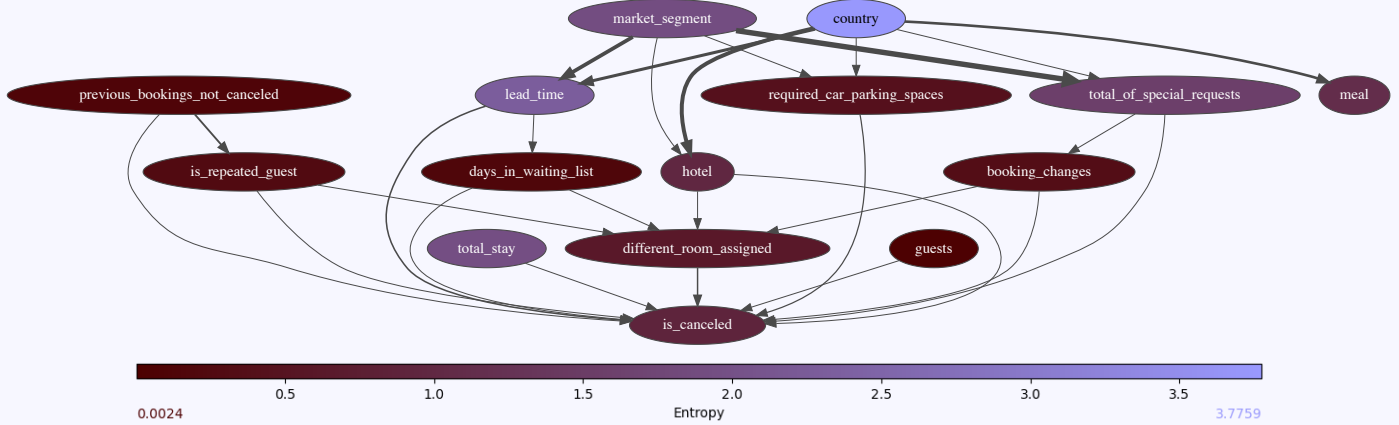 market_segment
country
previous_bookings_not_canceled
lead_time
required_car_parking_spaces
total_of_special_requests
meal
is_repeated_guest
days_in_waiting_list
hotel
booking_changes
total_stay
different_room_assigned
guests
is_canceled
0.5 1.0 1.5 2.0 2.5 3.0 3.5
0.0024 Entropy 3.7759